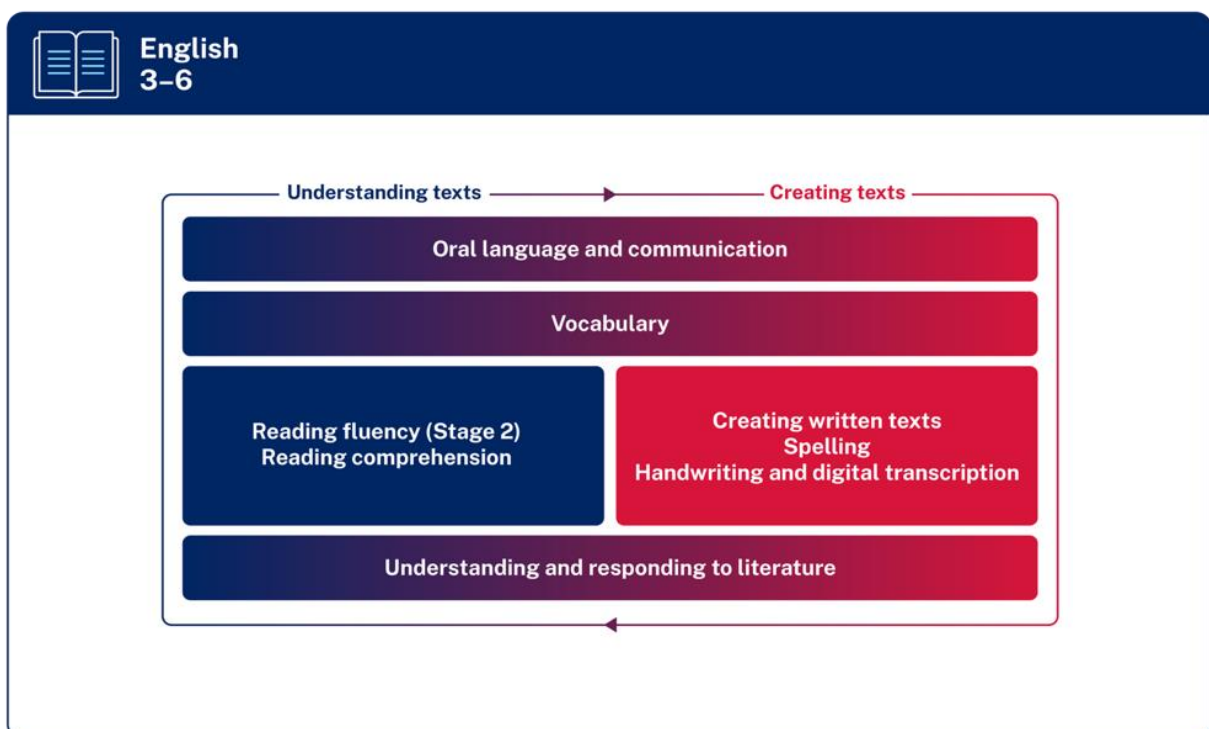 English
3–6
Understanding texts
Creating texts
Oral language and communication
Vocabulary
Reading fluency (Stage 2)
Reading comprehension
Creating written texts
Spelling
Handwriting and digital transcription
Understanding and responding to literature